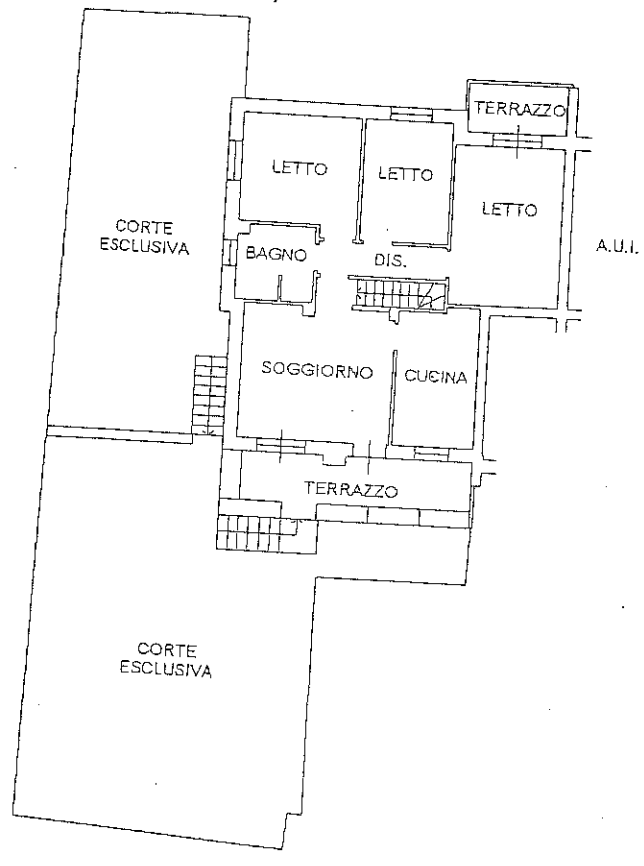 TERRAZZO
LETTO
LETTO
LETTO
CORTE
ESCLUSIVA
A.U.I.
BAGNO
DIS.
SOGGIORNO
CUCINA
TERRAZZO
CORTE
ESCLUSIVA